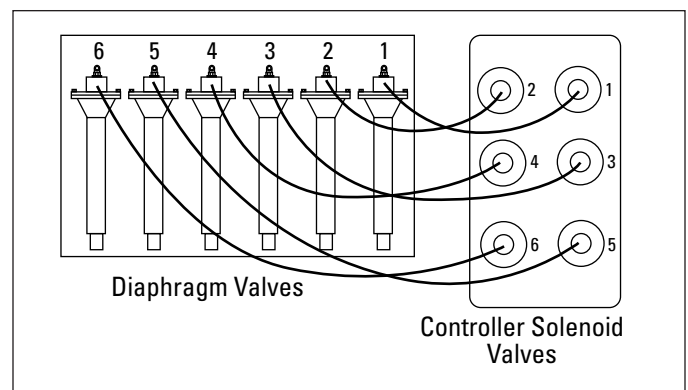 6 5 4 3 2 1
2 1
4 3
6 5
Diaphragm Valves
Controller Solenoid
Valves